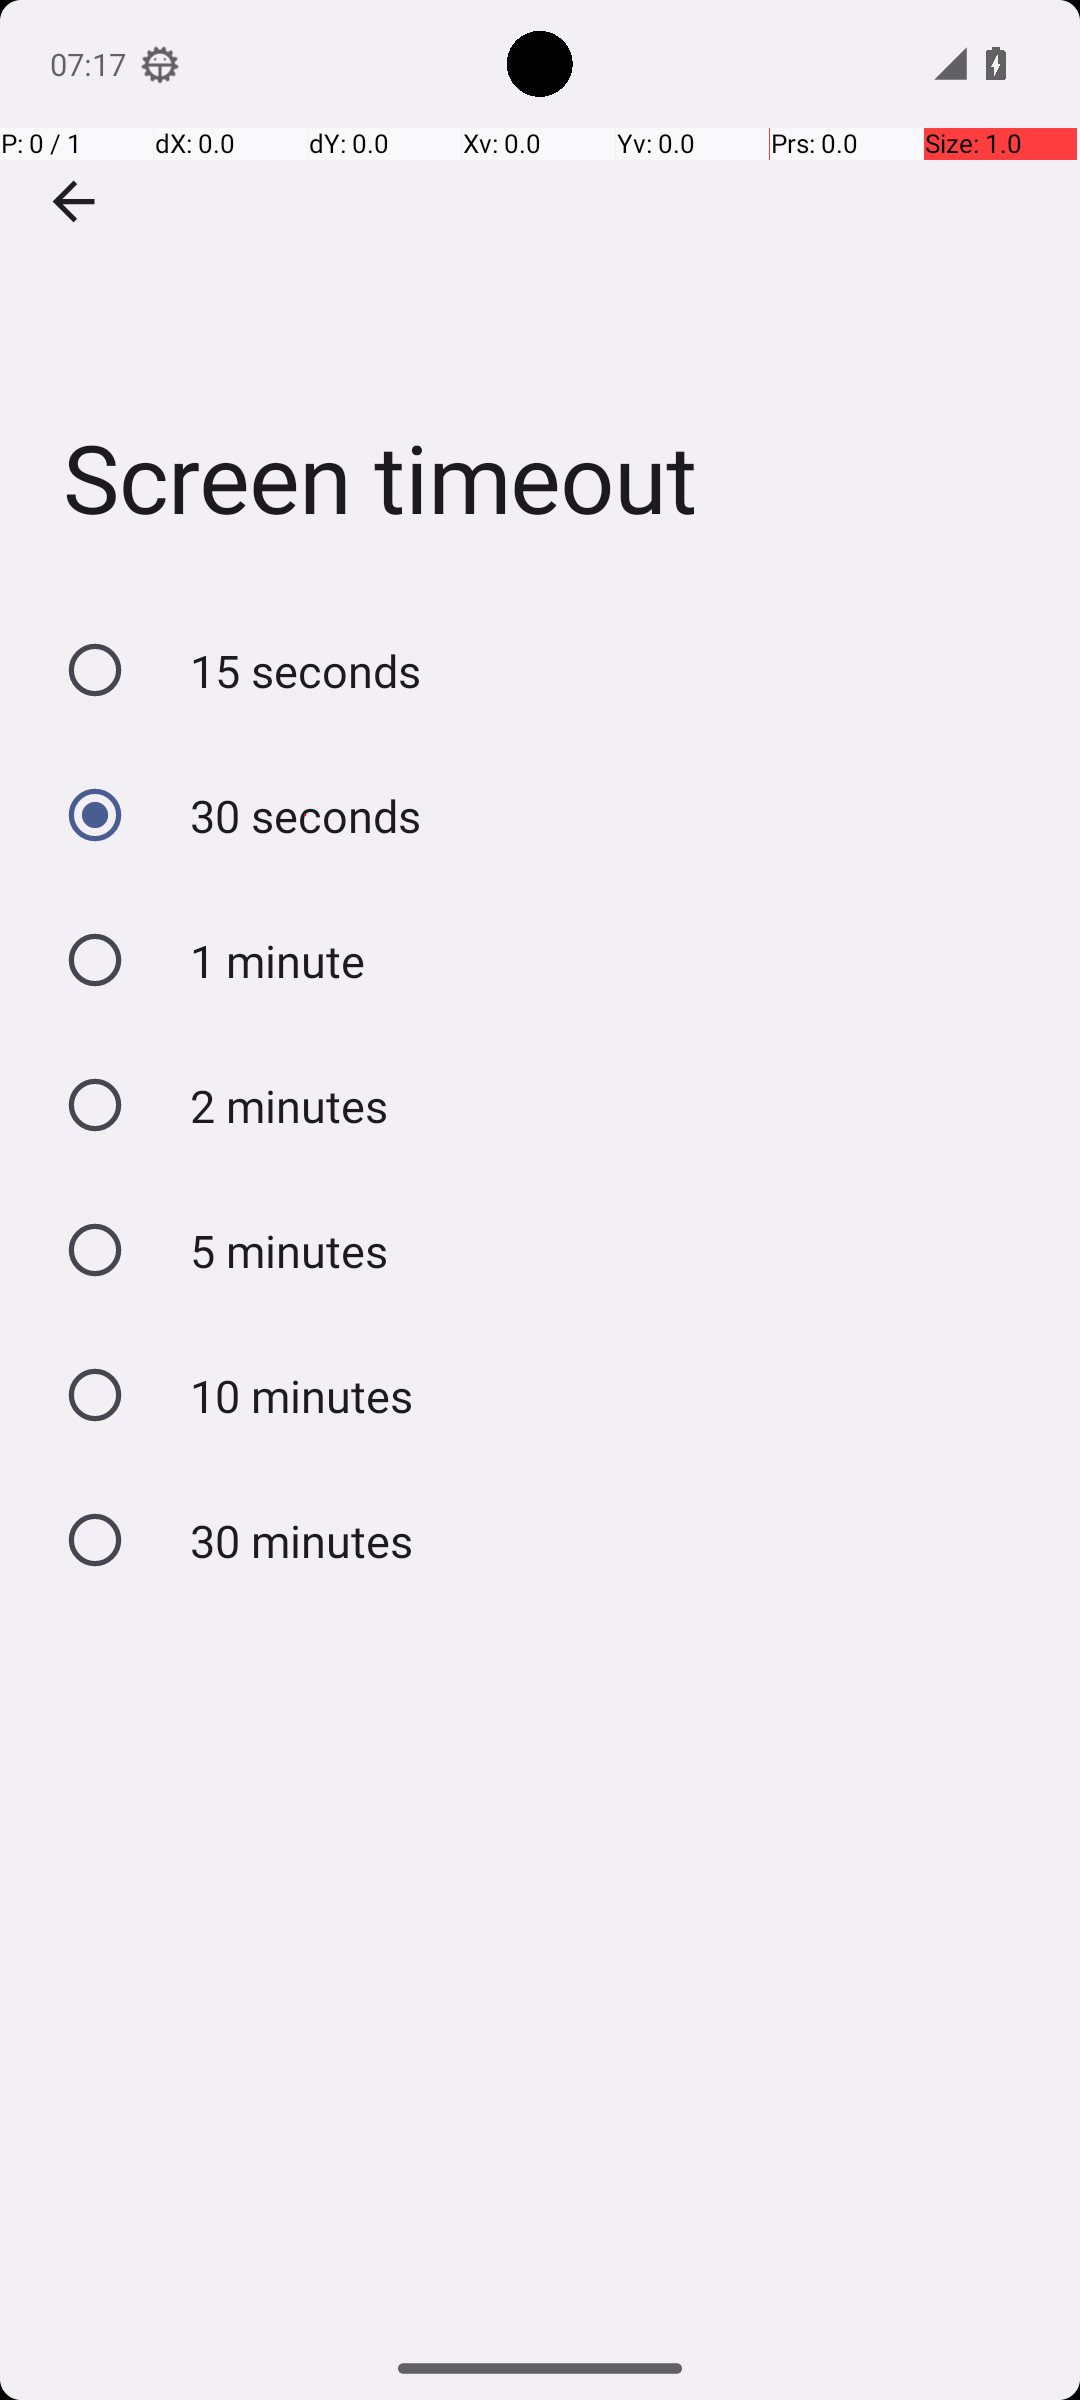 07:17
P: 0 / 1 dX: 0.0 dY: 0.0 Xv: 0.0 Yv: 0.0 Prs: 0.0 Size: 1.0
Screen timeout
15 seconds
30 seconds
1 minute
2 minutes
5 minutes
10 minutes
30 minutes